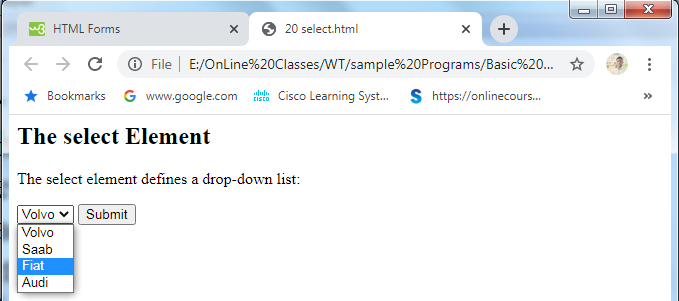 HTML Forms
20 select.html
File E:/OnLine%20Classes/WT/sample%20Programs/Basic%20...
Bookmarks www.google.com Cisco Learning Syst... https://onlinecours... »
The select Element
The select element defines a drop-down list:
Volvo Submit
Volvo
Saab
Fiat
Audi